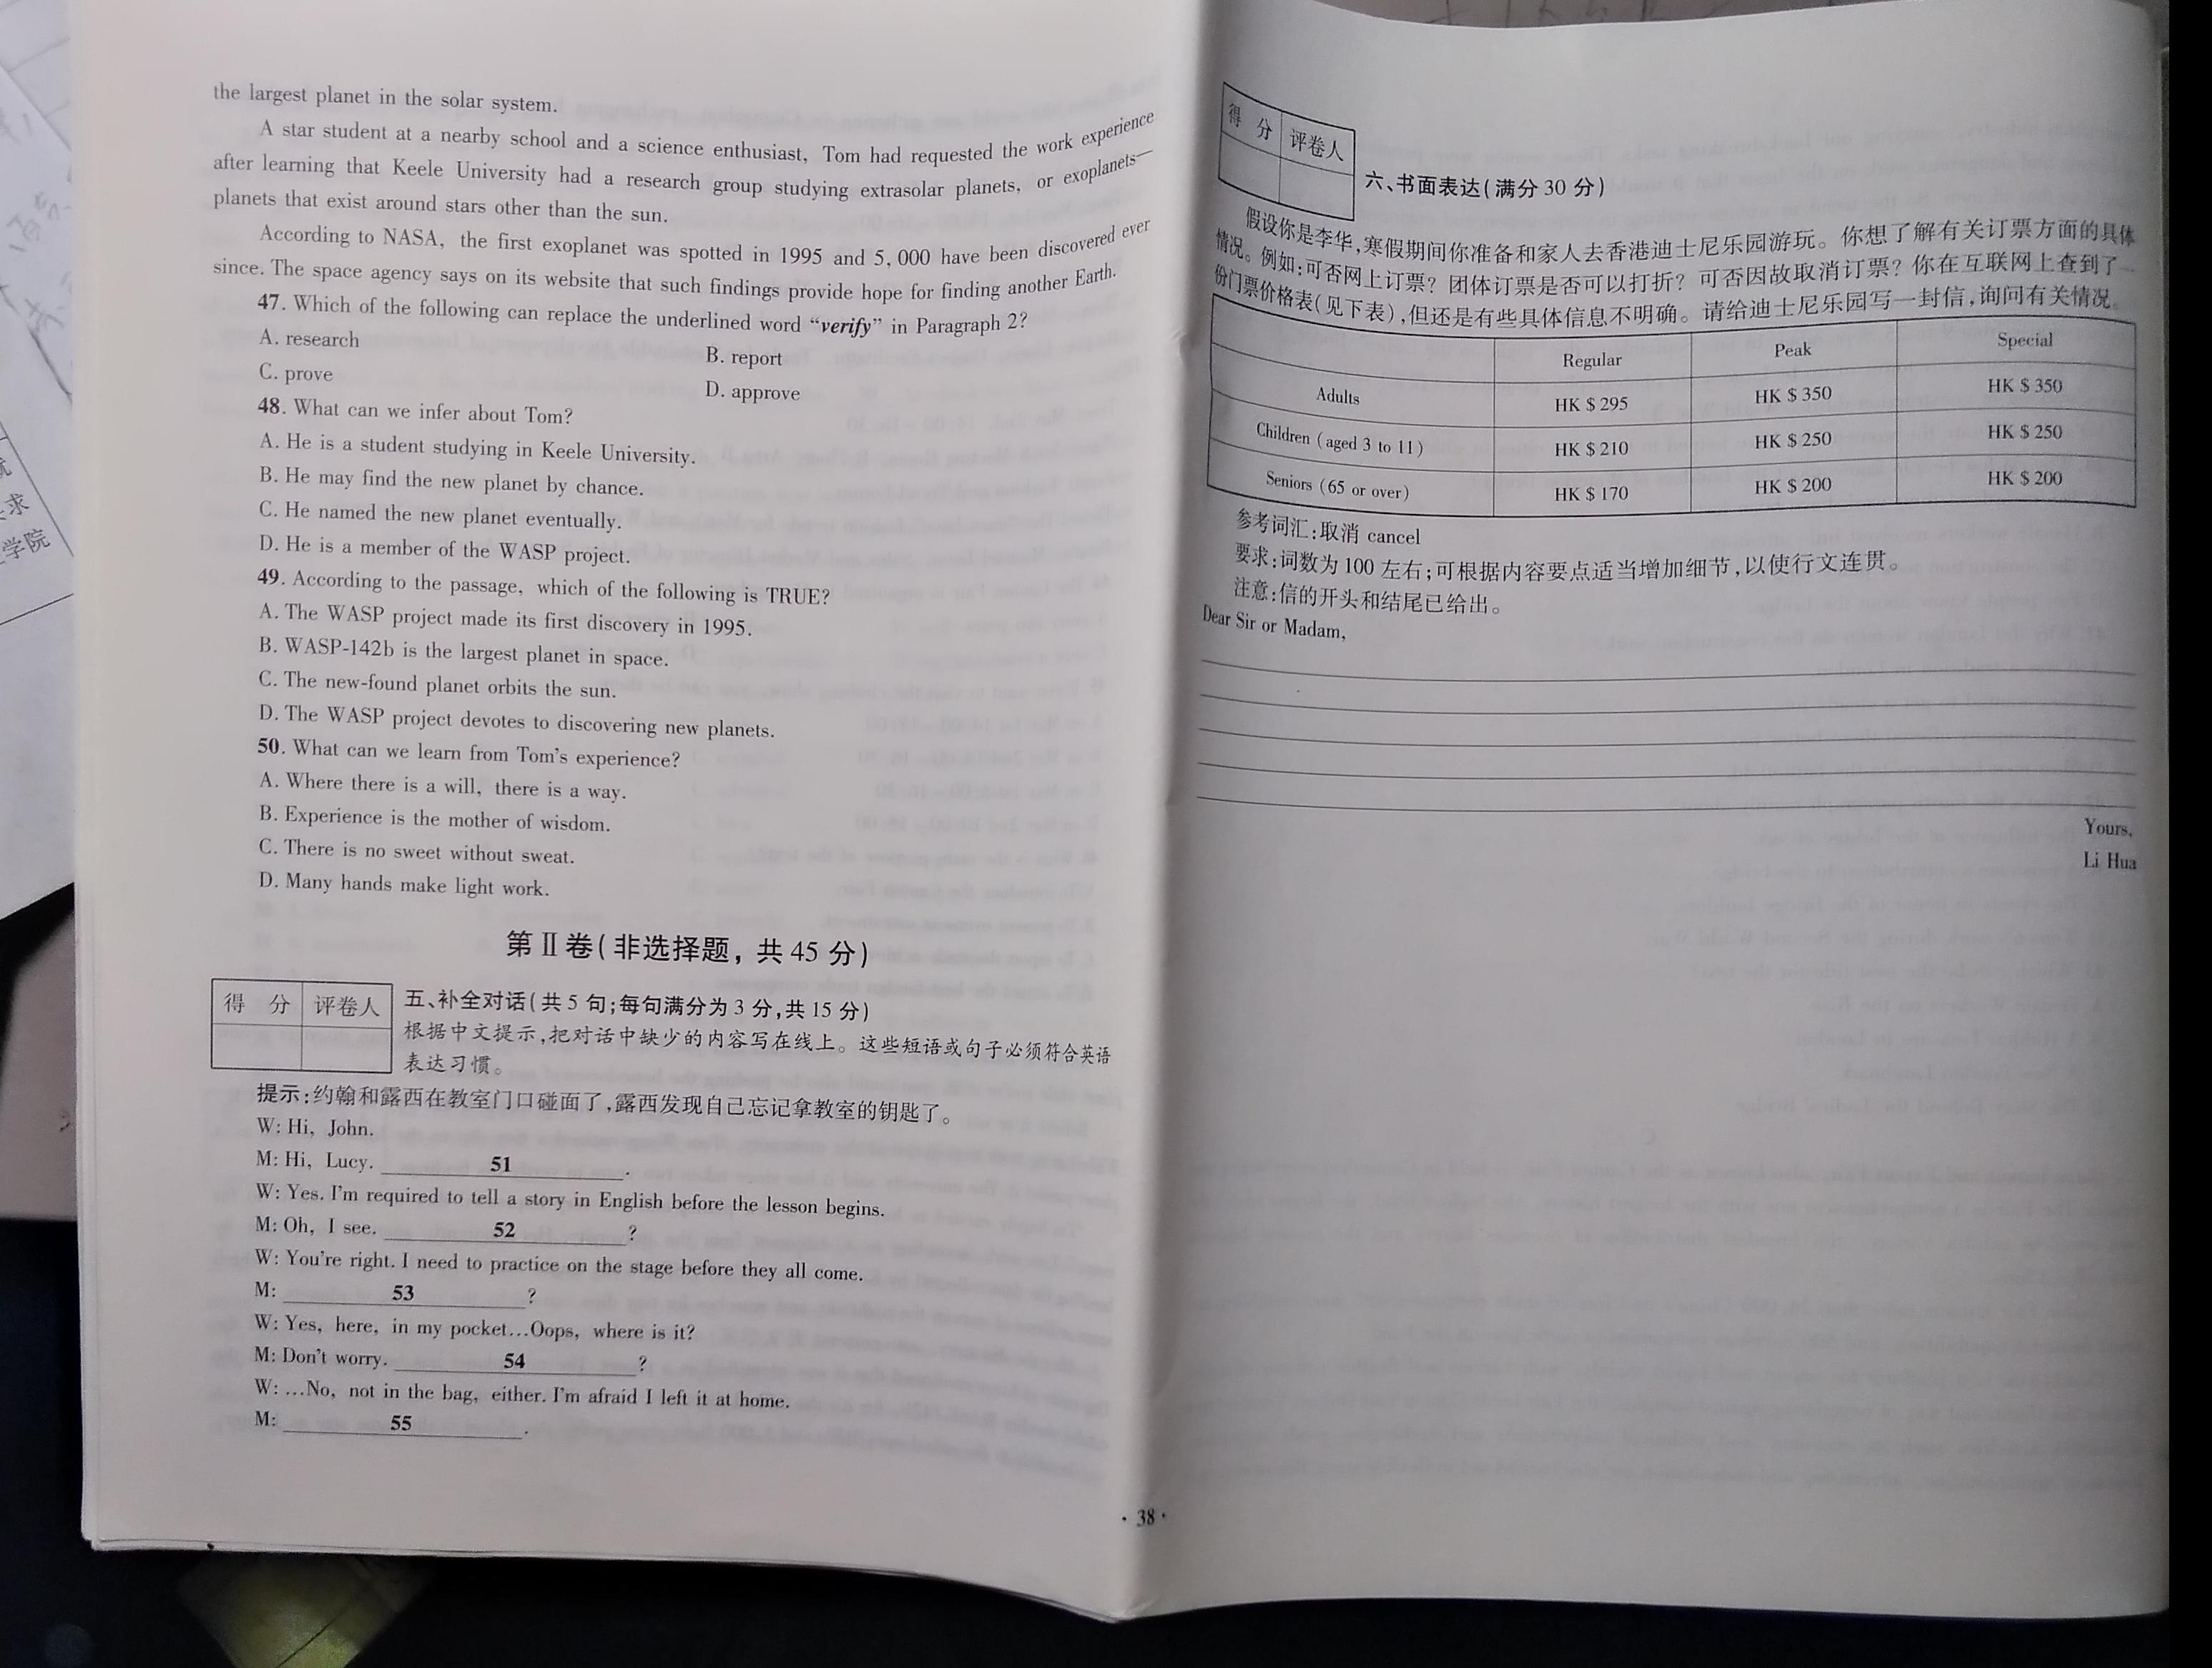 the largest planet in the solar system.
A star student at a nearby school and a science enthusiast, Tom had requested the work experience
after learning that Keele University had a research group studying extrasolar planets, or exoplanets—
planets that exist around stars other than the sun.
According to NASA, the first exoplanet was spotted in 1995 and 5,000 have been discovered ever
since. The space agency says on its website that such findings provide hope for finding another Earth.
47. Which of the following can replace the underlined word “verify” in Paragraph 2?
A. research
B. report
C. prove
D. approve
48. What can we infer about Tom?
A. He is a student studying in Keele University.
B. He may find the new planet by chance.
C. He named the new planet eventually.
D. He is a member of the WASP project.
49. According to the passage, which of the following is TRUE?
A. The WASP project made its first discovery in 1995.
B. WASP-142b is the largest planet in space.
C. The new-found planet orbits the sun.
D. The WASP project devotes to discovering new planets.
50. What can we learn from Tom's experience?
A. Where there is a will, there is a way.
B. Experience is the mother of wisdom.
C. There is no sweet without sweat.
D. Many hands make light work.
第Ⅱ卷(非选择题，共45分)
得 分 评卷人
五、补全对话(共5句;每句满分为3分,共15分)
根据中文提示,把对话中缺少的内容写在线上。这些短语或句子必须符合英语
表达习惯。
提示:约翰和露西在教室门口碰面了,露西发现自己忘记拿教室的钥匙了。
W: Hi, John.
M: Hi, Lucy. 51 .
W: Yes. I'm required to tell a story in English before the lesson begins.
M: Oh, I see. 52 ?
W: You're right. I need to practice on the stage before they all come.
M: 53 ?
W: Yes, here, in my pocket…Oops, where is it?
M: Don't worry. 54 ?
W: …No, not in the bag, either. I'm afraid I left it at home.
M: 55 .
·38·
得 分 评卷人
六、书面表达(满分30分)
假设你是李华,寒假期间你准备和家人去香港迪士尼乐园游玩。你想了解有关订票方面的具体
情况。例如:可否网上订票？团体订票是否可以打折？可否因故取消订票？你在互联网上查到了一
份门票价格表(见下表),但还是有些具体信息不明确。请给迪士尼乐园写一封信,询问有关情况。
Regular Peak Special
Adults HK $ 295 HK $ 350 HK $ 350
Children (aged 3 to 11) HK $ 210 HK $ 250 HK $ 250
Seniors (65 or over) HK $ 170 HK $ 200 HK $ 200
参考词汇:取消 cancel
要求:词数为100左右;可根据内容要点适当增加细节,以使行文连贯。
注意:信的开头和结尾已给出。
Dear Sir or Madam,
Yours,
Li Hua
求
学院